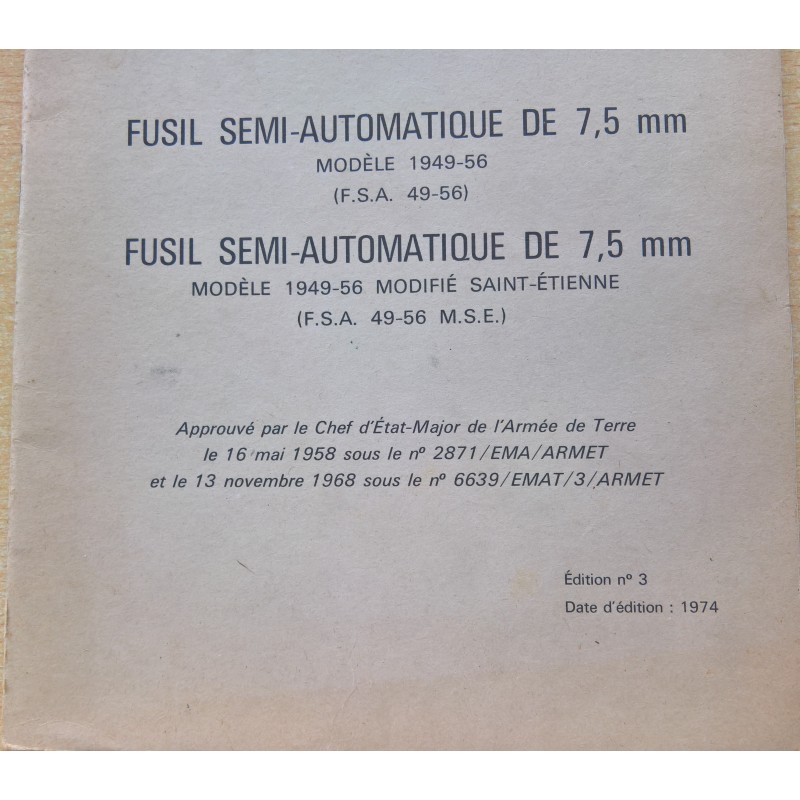 FUSIL SEMI-AUTOMATIQUE DE 7,5 mm
MODÈLE 1949-56
(F.S.A. 49-56)
FUSIL SEMI-AUTOMATIQUE DE 7,5 mm
MODÈLE 1949-56 MODIFIÉ SAINT-ÉTIENNE
(F.S.A. 49-56 M.S.E.)
Approuvé par le Chef d'État-Major de l'Armée de Terre
le 16 mai 1958 sous le nº 2871/EMA/ARMET
et le 13 novembre 1968 sous le nº 6639/EMAT/3/ARMET
Édition nº 3
Date d'édition : 1974